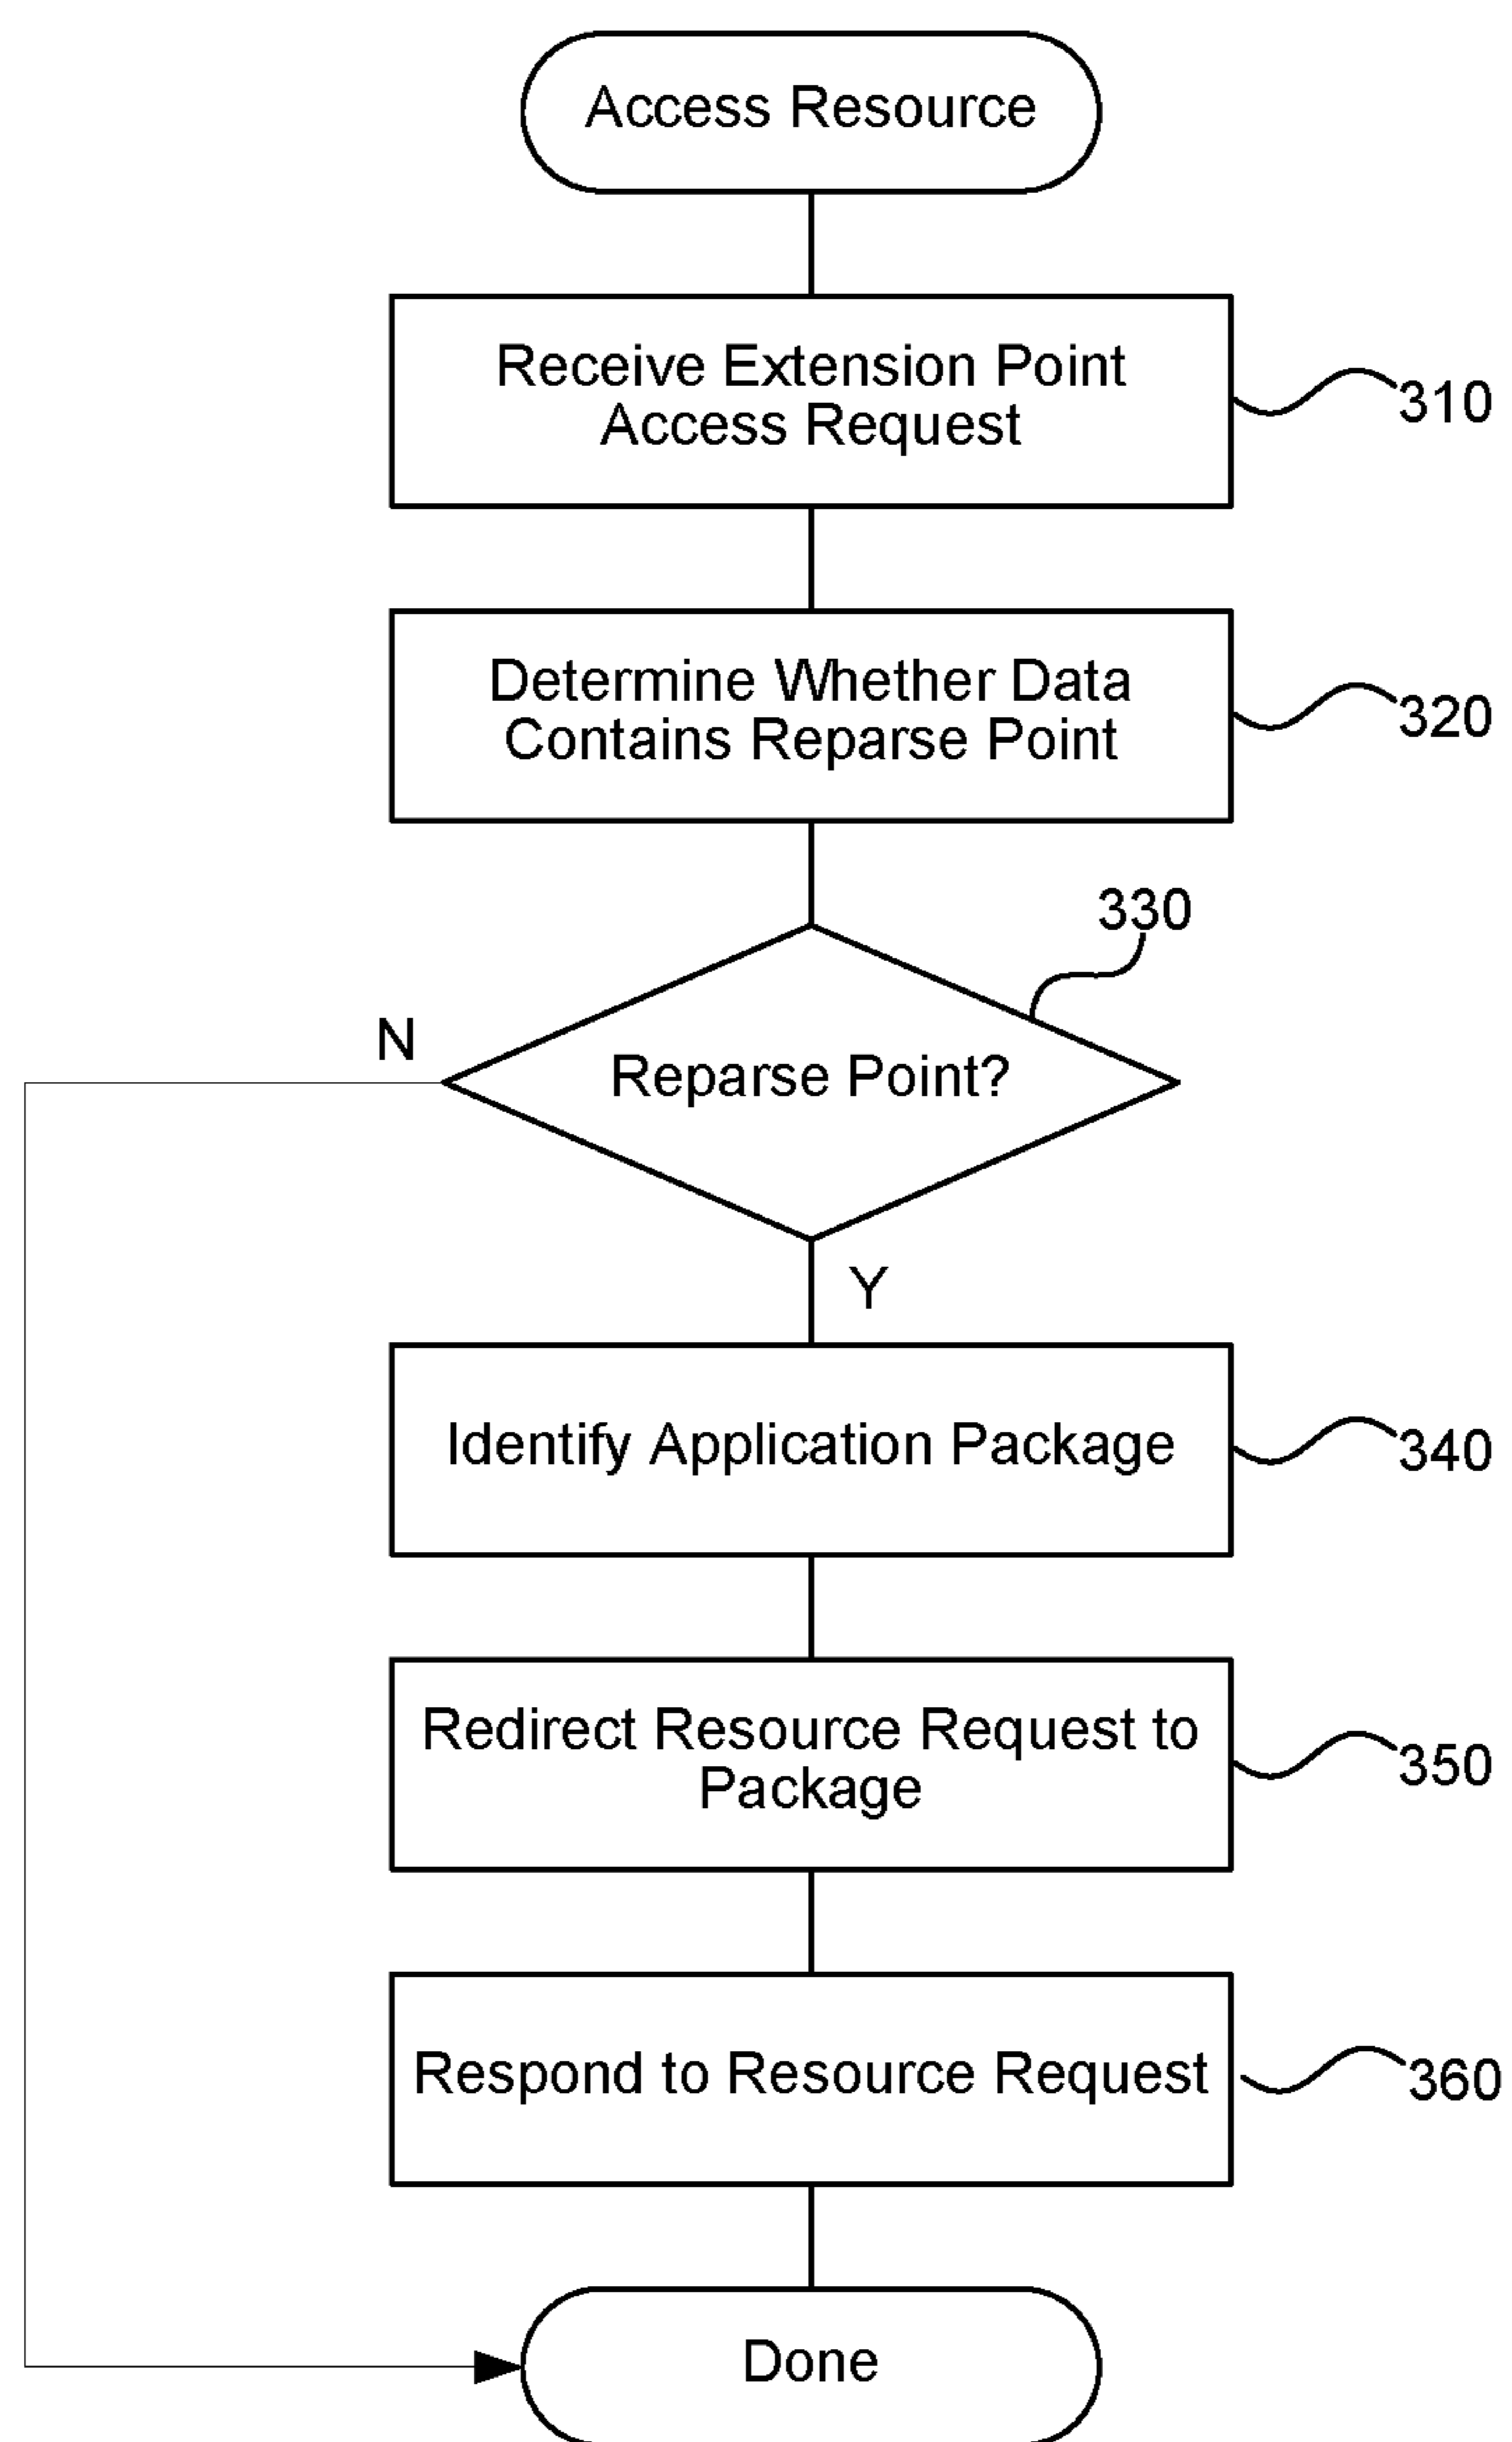 Access Resource
Receive Extension Point
Access Request
310
Determine Whether Data
Contains Reparse Point
320
330
N
Reparse Point?
Y
Identify Application Package
340
Redirect Resource Request to
Package
350
Respond to Resource Request
360
Done